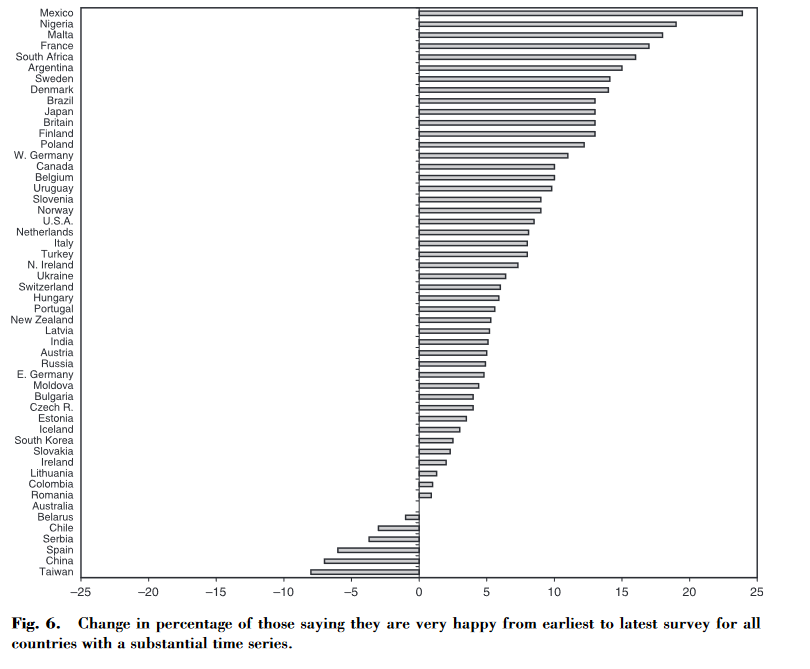 Mexico
Nigeria
Malta
France
South Africa
Argentina
Sweden
Denmark
Brazil
Japan
Britain
Finland
Poland
W. Germany
Canada
Belgium
Uruguay
Slovenia
Norway
U.S.A.
Netherlands
Italy
Turkey
N. Ireland
Ukraine
Switzerland
Hungary
Portugal
New Zealand
Latvia
India
Austria
Russia
E. Germany
Moldova
Bulgaria
Czech R.
Estonia
Iceland
South Korea
Slovakia
Ireland
Lithuania
Colombia
Romania
Australia
Belarus
Chile
Serbia
Spain
China
Taiwan
−25 −20 −15 −10 −5 0 5 10 15 20 25
Fig. 6. Change in percentage of those saying they are very happy from earliest to latest survey for all
countries with a substantial time series.